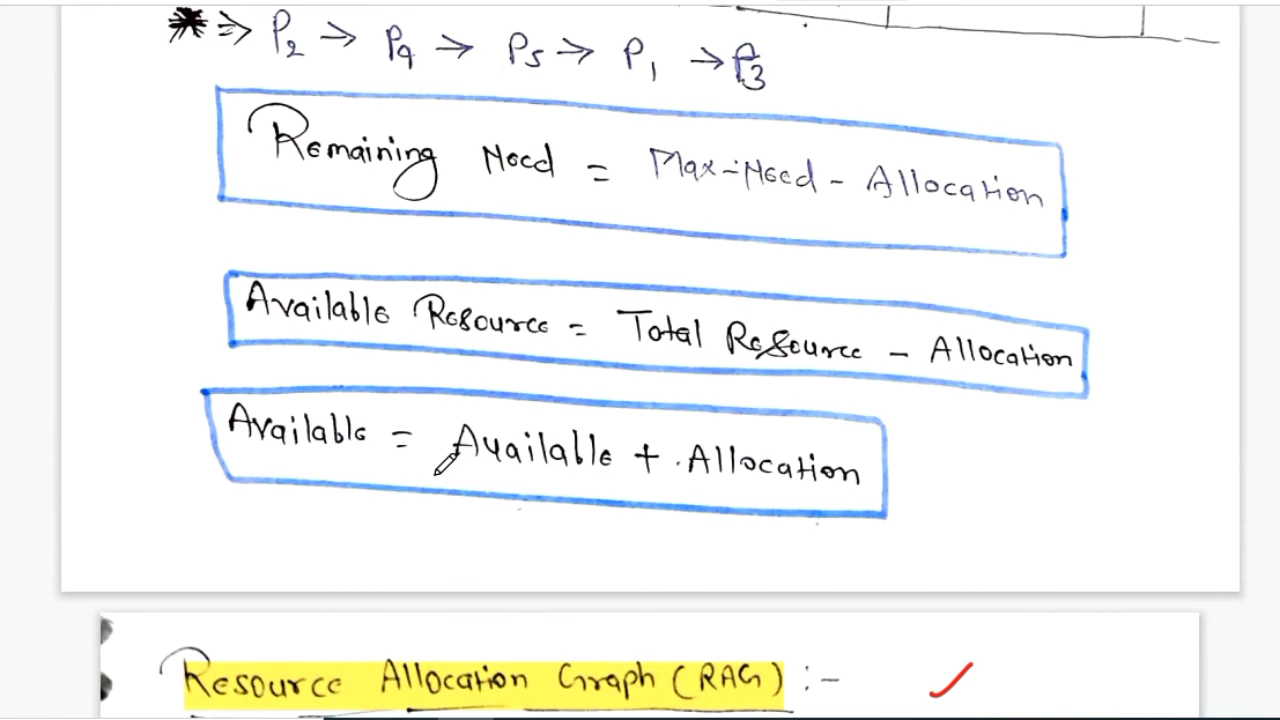 ⇒ P2 → P4 → P5 → P1 → P3
Remaining Need = Max-Need - Allocation
Available Resource = Total Resource - Allocation
Available = Available + Allocation
Resource Allocation Graph (RAG) :-